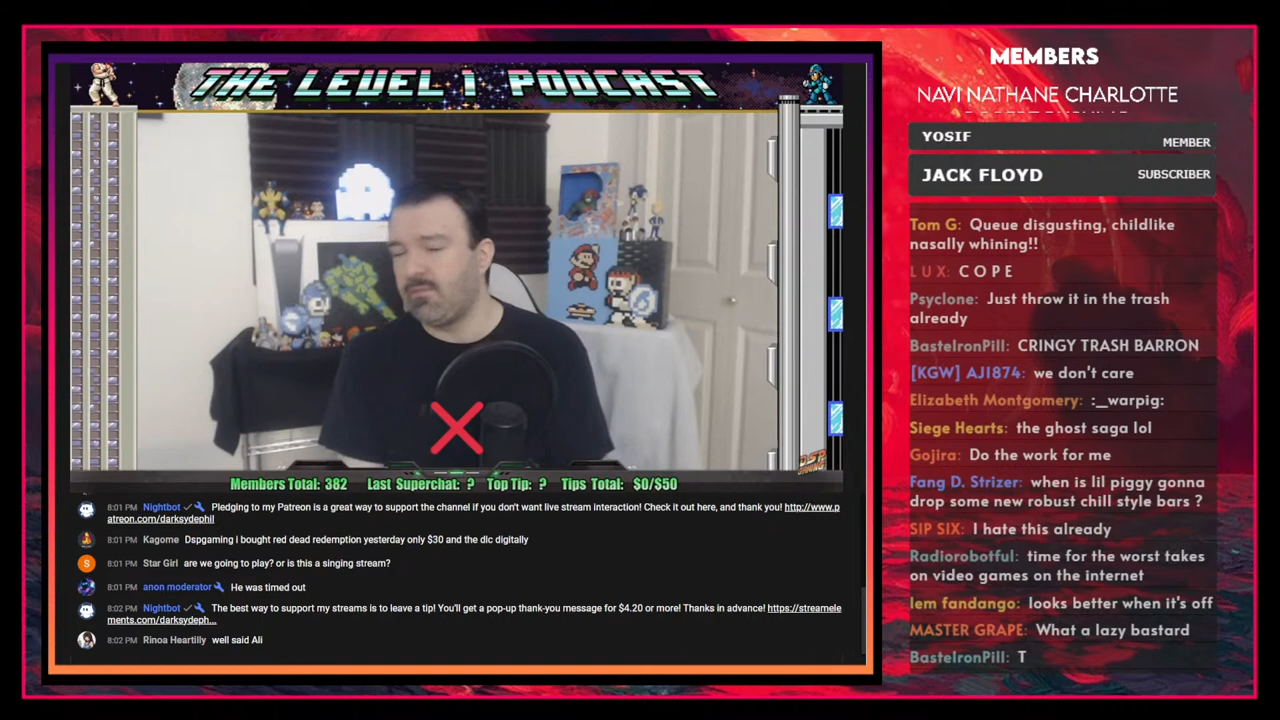 THE LEVEL 1 PODCAST
Members Total: 382 Last Superchat: ? Top Tip: ? Tips Total: $0/$50
8:01 PM Nightbot Pledging to my Patreon is a great way to support the channel if you don't want live stream interaction! Check it out here, and thank you! http://www.p
atreon.com/darksydephil
8:01 PM Kagome Dspgaming i bought red dead redemption yesterday only $30 and the dlc digitally
8:01 PM Star Girl are we going to play? or is this a singing stream?
8:01 PM anon moderator He was timed out
8:02 PM Nightbot The best way to support my streams is to leave a tip! You'll get a pop-up thank-you message for $4.20 or more! Thanks in advance! https://streamele
ments.com/darksydeph...
8:02 PM Rinoa Heartilly well said Ali
DSP
GAMING
S
MEMBERS
NAVI NATHANE CHARLOTTE
YOSIF MEMBER
JACK FLOYD SUBSCRIBER
Tom G: Queue disgusting, childlike
nasally whining!!
LUX: C O P E
Psyclone: Just throw it in the trash
already
BasteIronPill: CRINGY TRASH BARRON
[KGW] AJ1874: we don't care
Elizabeth Montgomery: :_warpig:
Siege Hearts: the ghost saga lol
Gojira: Do the work for me
Fang D. Strizer: when is lil piggy gonna
drop some new robust chill style bars ?
SIP SIX: I hate this already
Radiorobotful: time for the worst takes
on video games on the internet
lem fandango: looks better when it's off
MASTER GRAPE: What a lazy bastard
BasteIronPill: T